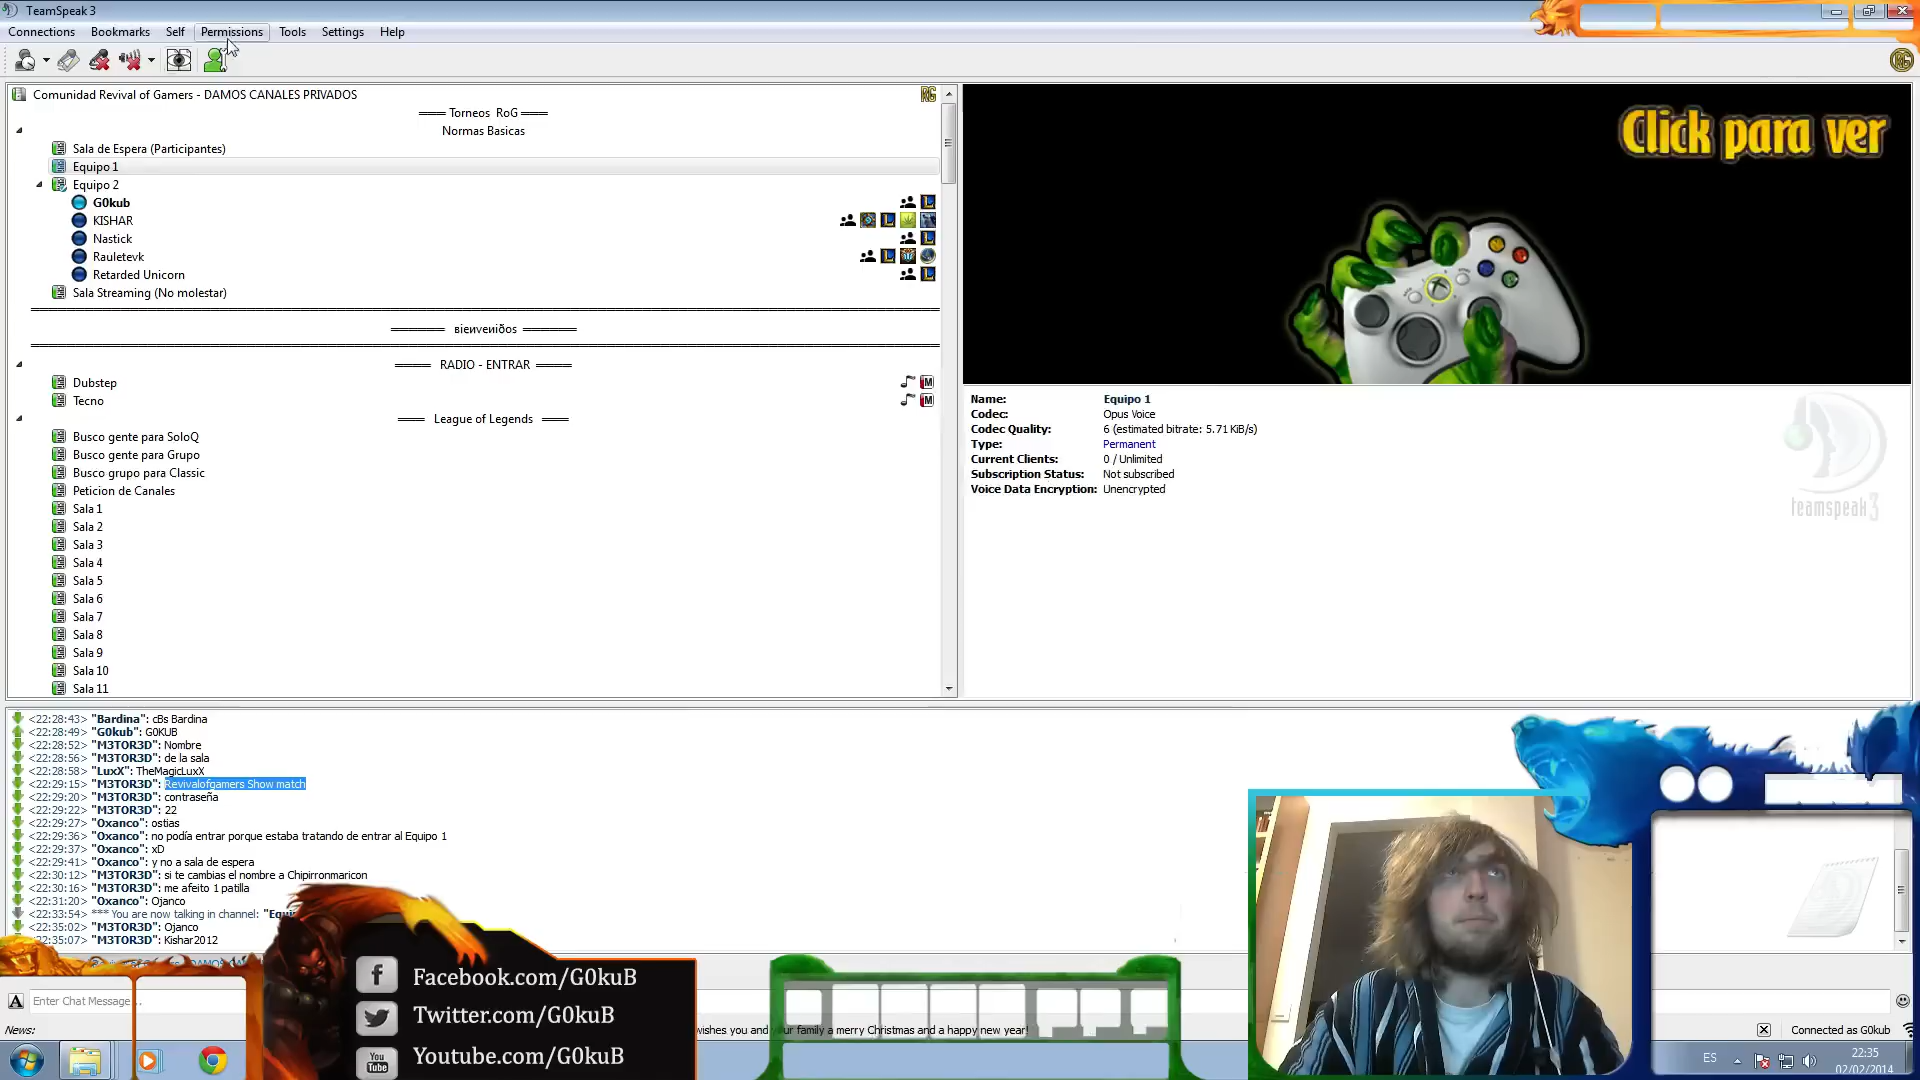 TeamSpeak 3
Connections Bookmarks Self Permissions Tools Settings Help
Comunidad Revival of Gamers - DAMOS CANALES PRIVADOS
RG
Torneos RoG
Normas Basicas
Sala de Espera (Participantes)
Equipo 1
Equipo 2
G0kub
KISHAR
Nastick
Rauletevk
Retarded Unicorn
Sala Streaming (No molestar)
RADIO - ENTRAR
Dubstep
Tecno
League of Legends
Busco gente para SoloQ
Busco gente para Grupo
Busco grupo para Classic
Peticion de Canales
Sala 1
Sala 2
Sala 3
Sala 4
Sala 5
Sala 6
Sala 7
Sala 8
Sala 9
Sala 10
Sala 11
Click para ver
Name: Equipo 1
Codec: Opus Voice
Codec Quality: 6 (estimated bitrate: 5.71 KiB/s)
Type: Permanent
Current Clients: 0 / Unlimited
Subscription Status: Not subscribed
Voice Data Encryption: Unencrypted
teamspeak 3
<22:28:43> "Bardina": cBs Bardina
<22:28:49> "G0kub": G0KUB
<22:28:52> "M3TOR3D": Nombre
<22:28:56> "M3TOR3D": de la sala
<22:28:58> "LuxX": TheMagicLuxX
<22:29:15> "M3TOR3D": Revivalofgamers Show match
<22:29:20> "M3TOR3D": contraseña
<22:29:22> "M3TOR3D": 22
<22:29:27> "Oxanco": ostias
<22:29:36> "Oxanco": no podía entrar porque estaba tratando de entrar al Equipo 1
<22:29:37> "Oxanco": xD
<22:29:41> "Oxanco": y no a sala de espera
<22:30:12> "M3TOR3D": si te cambias el nombre a Chipirronmaricon
<22:30:16> "M3TOR3D": me afeito 1 patilla
<22:31:20> "Oxanco": Ojanco
<22:33:54> *** You are now talking in channel: "Equi
<22:35:02> "M3TOR3D": Ojanco
22:35:07> "M3TOR3D": Kishar2012
Enter Chat Message...
News:
wishes you and your family a merry Christmas and a happy new year!
Connected as G0kub
Facebook.com/G0kuB
Twitter.com/G0kuB
You Tube
Youtube.com/G0kuB
ES
22:35
02/02/2014